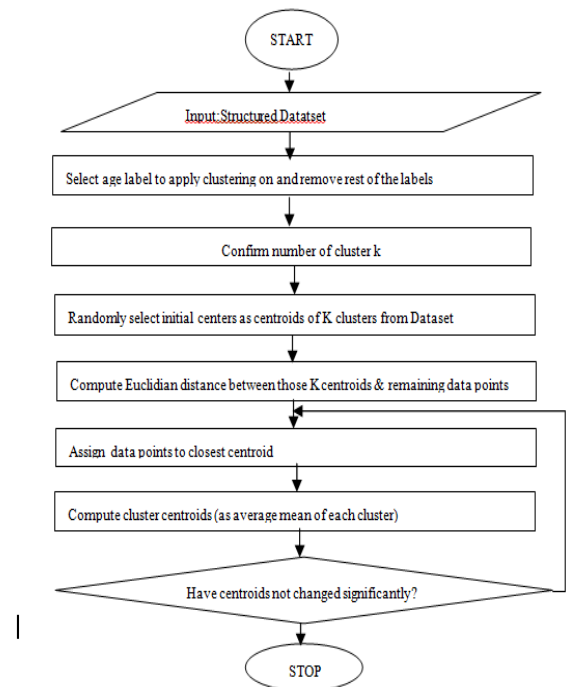 START
Input:Structured Datatset
Select age label to apply clustering on and remove rest of the labels
Confirm number of cluster k
Randomly select initial centers as centroids of K clusters from Dataset
Compute Euclidian distance between those K centroids & remaining data points
Assign data points to closest centroid
Compute cluster centroids (as average mean of each cluster)
Have centroids not changed significantly?
STOP